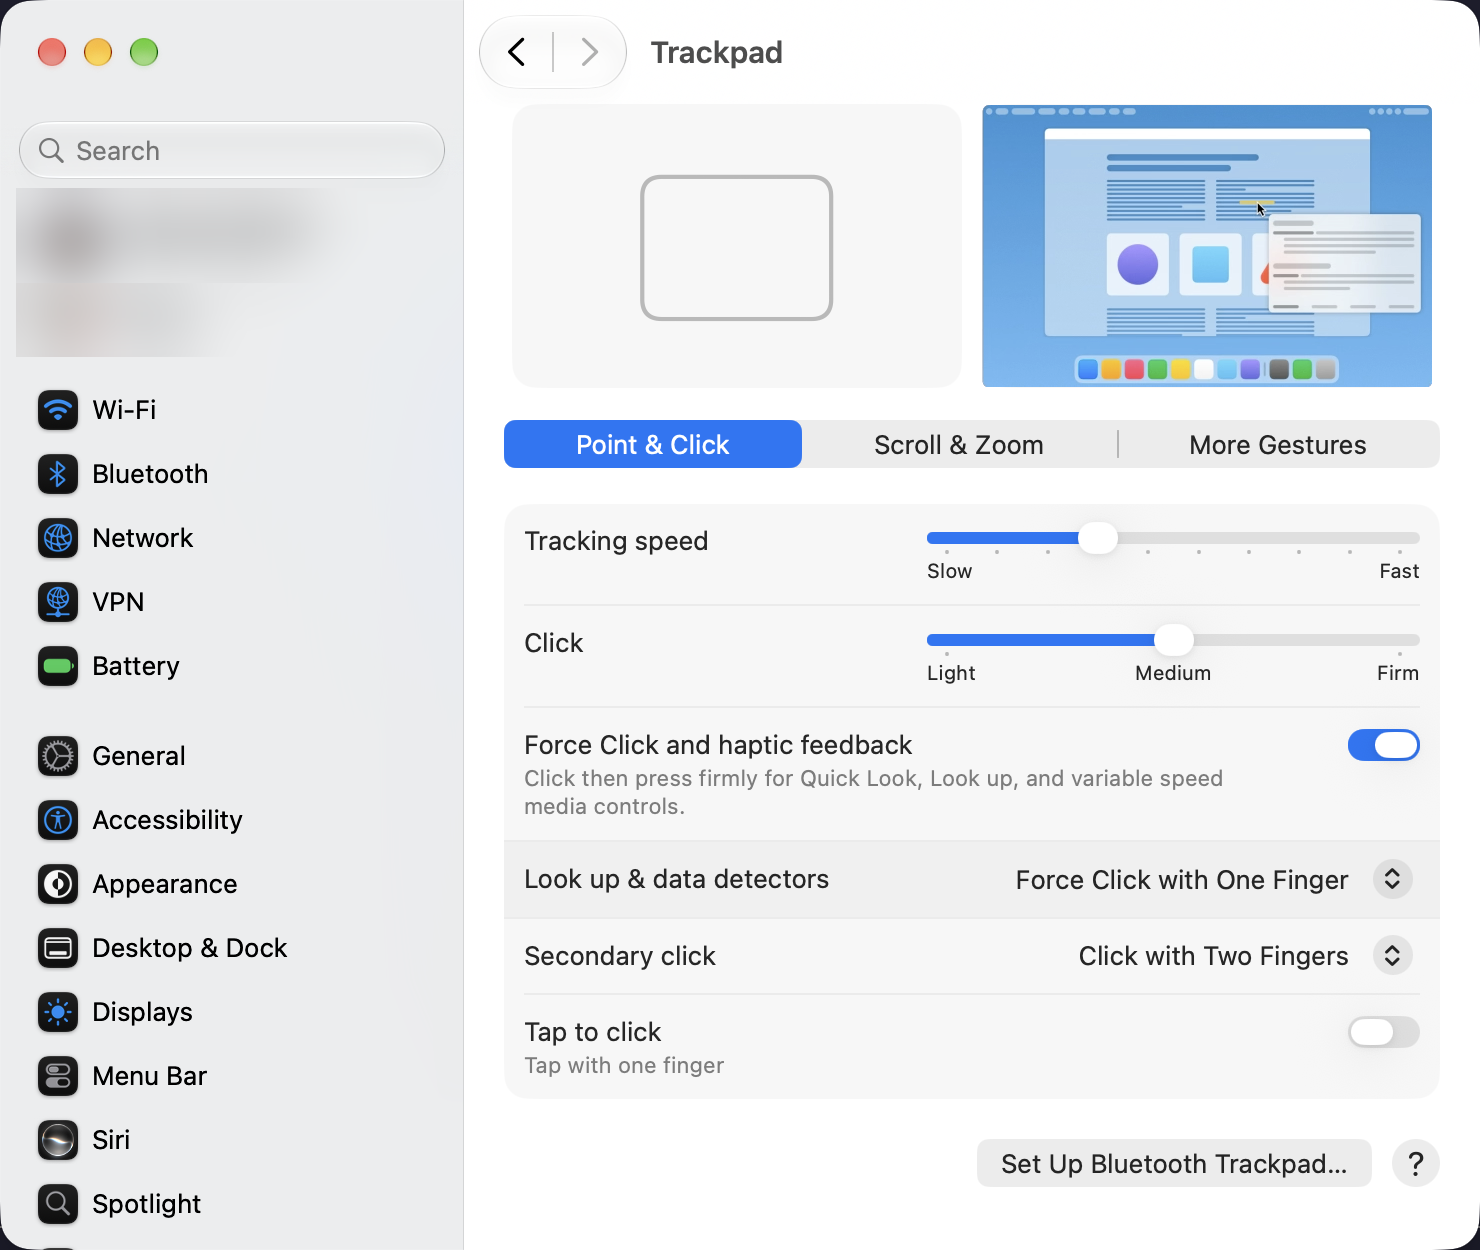 Trackpad
Search
Wi-Fi
Bluetooth
Network
VPN
Battery
General
Accessibility
Appearance
Desktop & Dock
Displays
Menu Bar
Siri
Spotlight
Point & Click
Scroll & Zoom
More Gestures
Tracking speed
Slow
Fast
Click
Light
Medium
Firm
Force Click and haptic feedback
Click then press firmly for Quick Look, Look up, and variable speed
media controls.
Look up & data detectors
Force Click with One Finger
Secondary click
Click with Two Fingers
Tap to click
Tap with one finger
Set Up Bluetooth Trackpad...
?